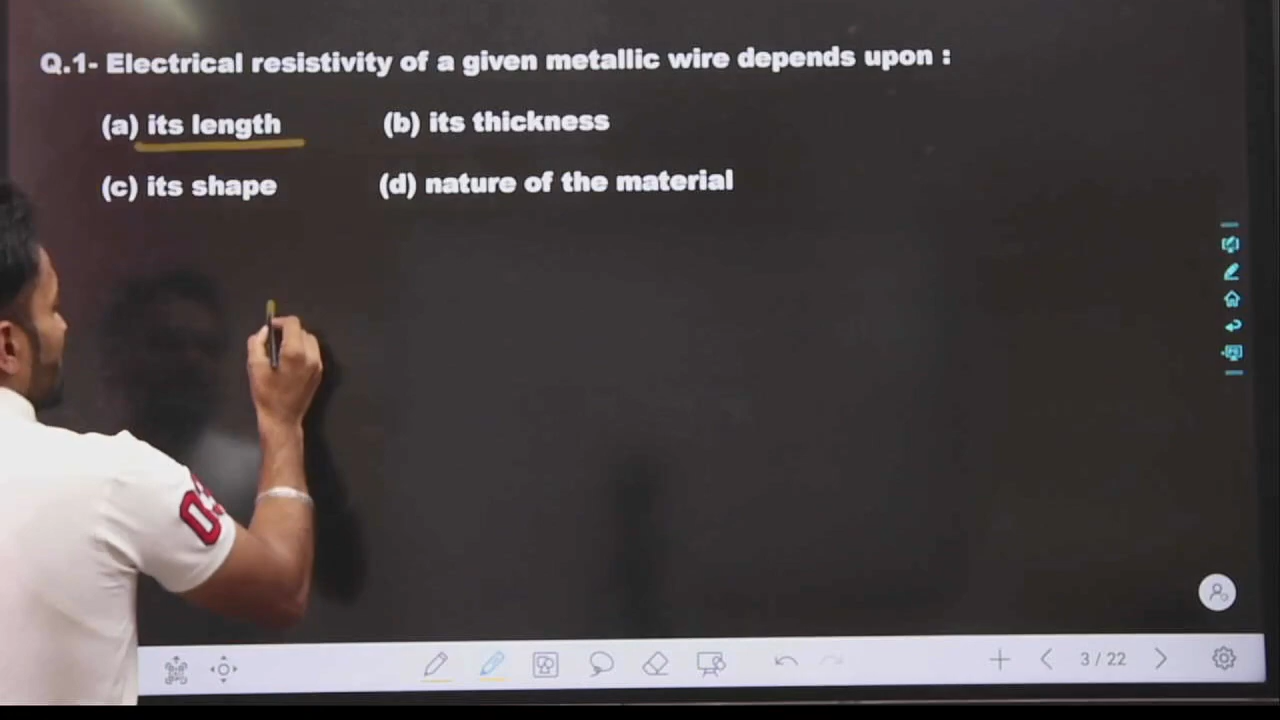 Q.1- Electrical resistivity of a given metallic wire depends upon :
(a) its length (b) its thickness
(c) its shape (d) nature of the material
3 / 22